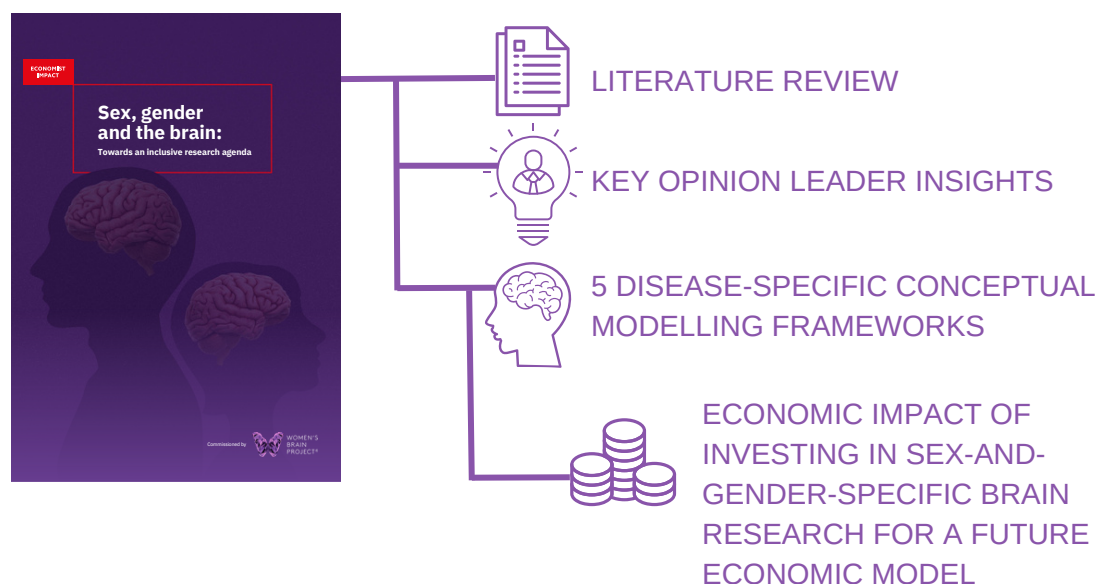 ECONOMIST
IMPACT
Sex, gender
and the brain:
Towards an inclusive research agenda
Commissioned by
WOMEN'S
BRAIN
PROJECT®
LITERATURE REVIEW
KEY OPINION LEADER INSIGHTS
5 DISEASE-SPECIFIC CONCEPTUAL
MODELLING FRAMEWORKS
ECONOMIC IMPACT OF
INVESTING IN SEX-AND-
GENDER-SPECIFIC BRAIN
RESEARCH FOR A FUTURE
ECONOMIC MODEL